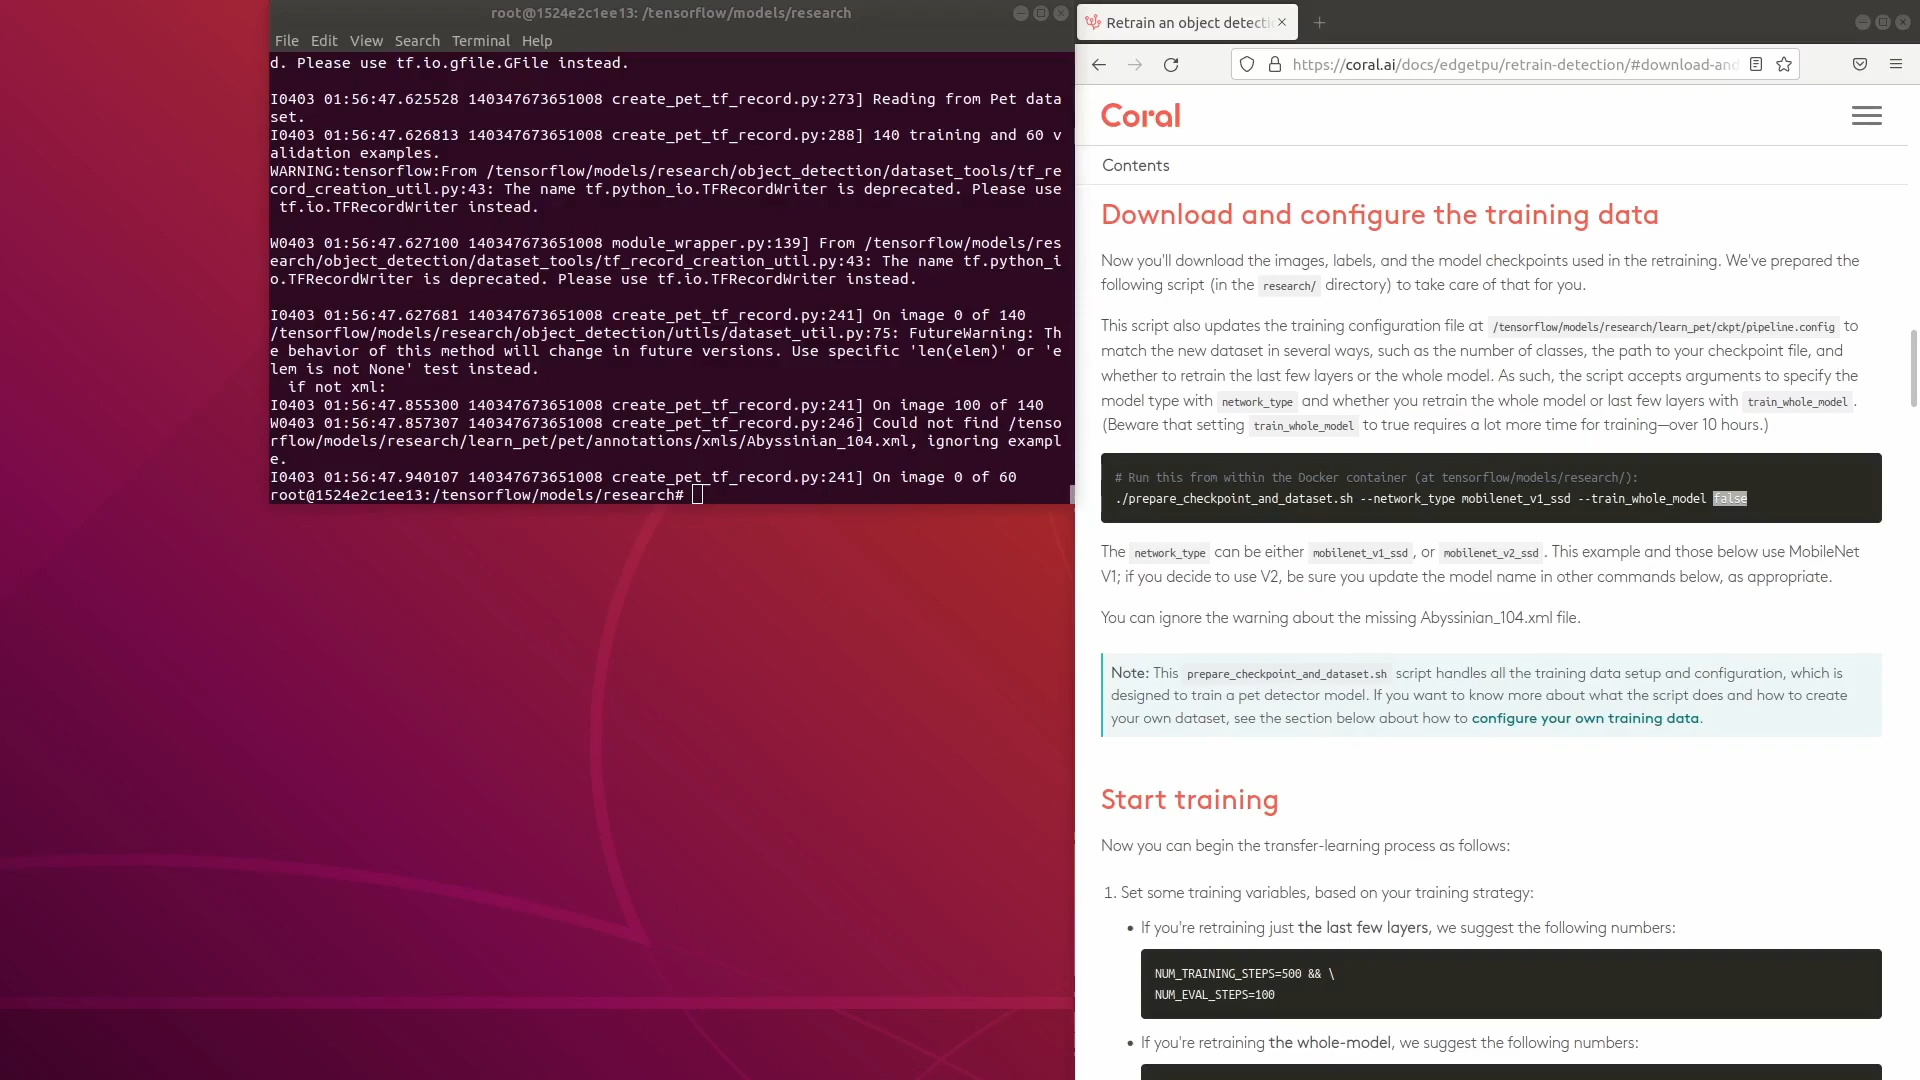 root@1524e2c1ee13: /tensorflow/models/research
File Edit View Search Terminal Help
d. Please use tf.io.gfile.GFile instead.
I0403 01:56:47.625528 140347673651008 create_pet_tf_record.py:273] Reading from Pet data
set.
I0403 01:56:47.626813 140347673651008 create_pet_tf_record.py:288] 140 training and 60 v
alidation examples.
WARNING:tensorflow:From /tensorflow/models/research/object_detection/dataset_tools/tf_re
cord_creation_util.py:43: The name tf.python_io.TFRecordWriter is deprecated. Please use
tf.io.TFRecordWriter instead.
W0403 01:56:47.627100 140347673651008 module_wrapper.py:139] From /tensorflow/models/res
earch/object_detection/dataset_tools/tf_record_creation_util.py:43: The name tf.python_i
o.TFRecordWriter is deprecated. Please use tf.io.TFRecordWriter instead.
I0403 01:56:47.627681 140347673651008 create_pet_tf_record.py:241] On image 0 of 140
/tensorflow/models/research/object_detection/utils/dataset_util.py:75: FutureWarning: Th
e behavior of this method will change in future versions. Use specific 'len(elem)' or 'e
lem is not None' test instead.
if not xml:
I0403 01:56:47.855300 140347673651008 create_pet_tf_record.py:241] On image 100 of 140
W0403 01:56:47.857307 140347673651008 create_pet_tf_record.py:246] Could not find /tenso
rflow/models/research/learn_pet/pet/annotations/xmls/Abyssinian_104.xml, ignoring exampl
e.
I0403 01:56:47.940107 140347673651008 create_pet_tf_record.py:241] On image 0 of 60
root@1524e2c1ee13:/tensorflow/models/research#
Retrain an object detecti
https://coral.ai/docs/edgetpu/retrain-detection/#download-and
Coral
Contents
Download and configure the training data
Now you'll download the images, labels, and the model checkpoints used in the retraining. We've prepared the
following script (in the research/ directory) to take care of that for you.
This script also updates the training configuration file at /tensorflow/models/research/learn_pet/ckpt/pipeline.config to
match the new dataset in several ways, such as the number of classes, the path to your checkpoint file, and
whether to retrain the last few layers or the whole model. As such, the script accepts arguments to specify the
model type with network_type and whether you retrain the whole model or last few layers with train_whole_model.
(Beware that setting train_whole_model to true requires a lot more time for training—over 10 hours.)
# Run this from within the Docker container (at tensorflow/models/research/):
./prepare_checkpoint_and_dataset.sh --network_type mobilenet_v1_ssd --train_whole_model false
The network_type can be either mobilenet_v1_ssd, or mobilenet_v2_ssd. This example and those below use MobileNet
V1; if you decide to use V2, be sure you update the model name in other commands below, as appropriate.
You can ignore the warning about the missing Abyssinian_104.xml file.
Note: This prepare_checkpoint_and_dataset.sh script handles all the training data setup and configuration, which is
designed to train a pet detector model. If you want to know more about what the script does and how to create
your own dataset, see the section below about how to configure your own training data.
Start training
Now you can begin the transfer-learning process as follows:
1. Set some training variables, based on your training strategy:
• If you're retraining just the last few layers, we suggest the following numbers:
NUM_TRAINING_STEPS=500 && \
NUM_EVAL_STEPS=100
• If you're retraining the whole-model, we suggest the following numbers: